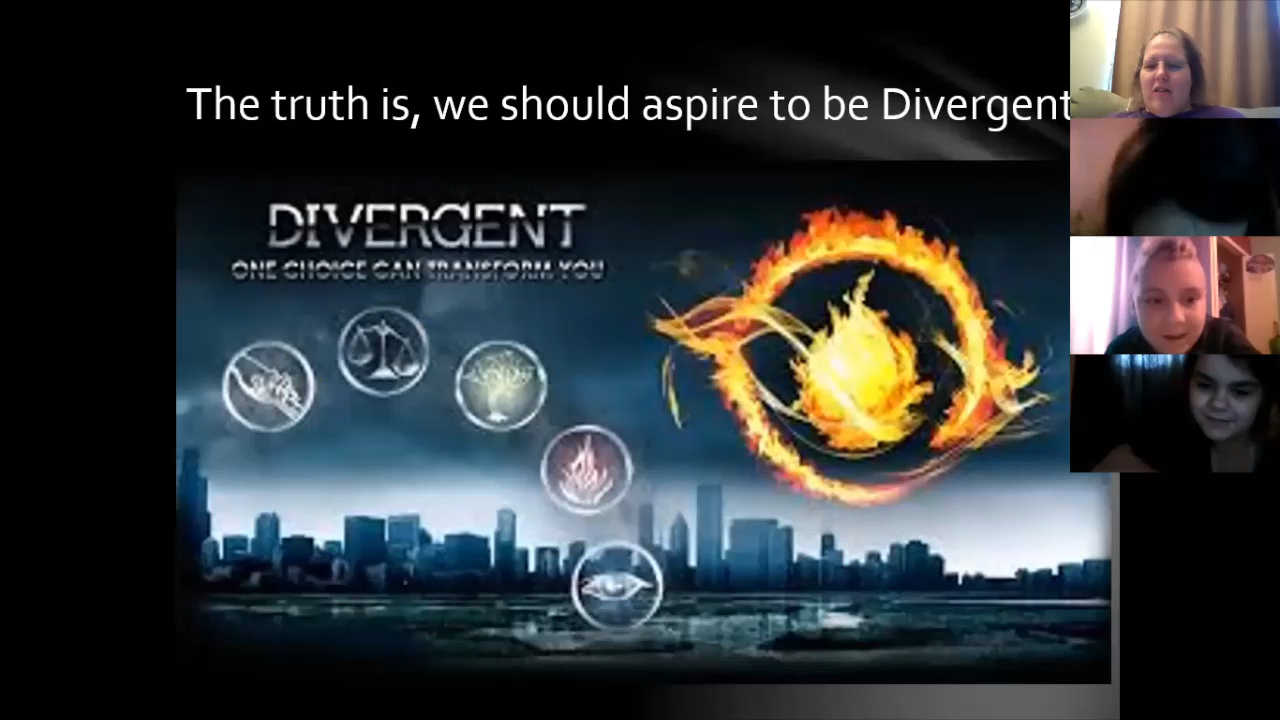 The truth is, we should aspire to be Divergent
DIVERGENT
ONE CHOICE CAN TRANSFORM YOU